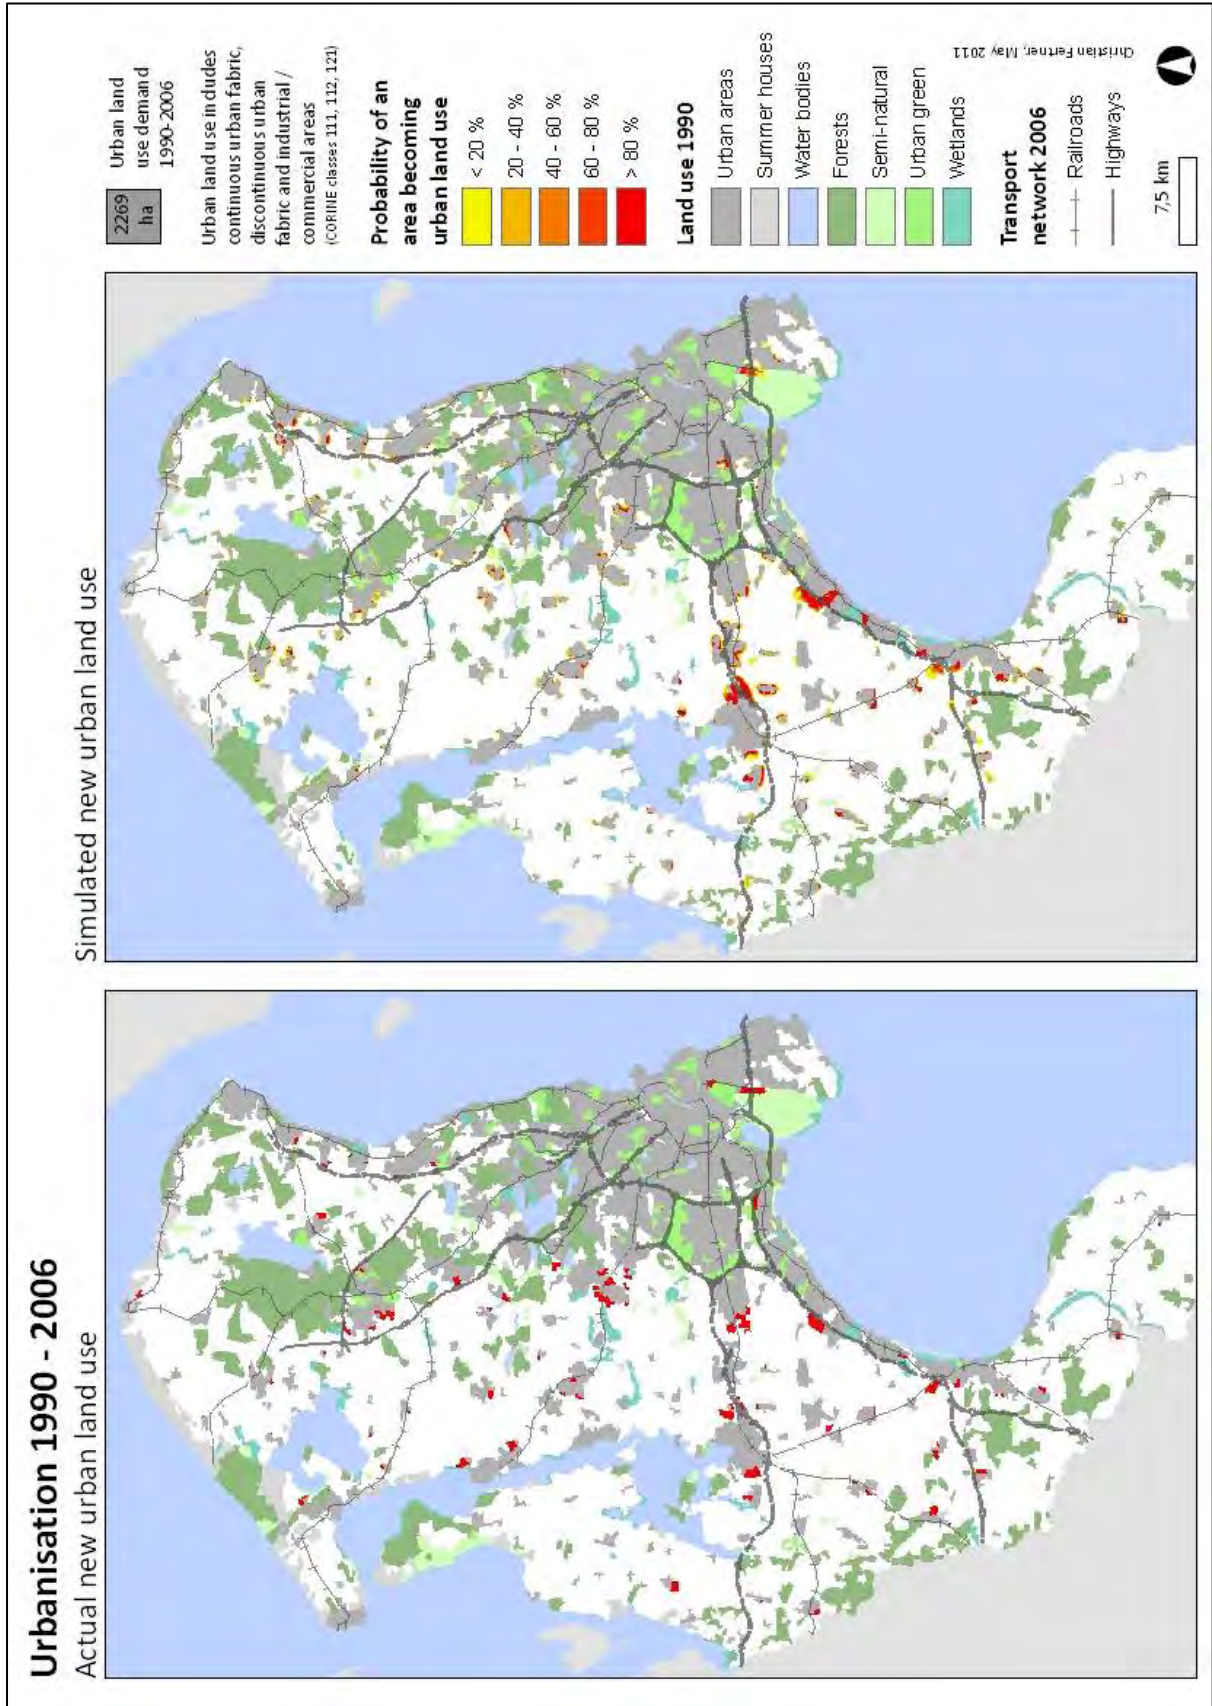 Urbanisation 1990 - 2006
Actual new urban land use
Simulated new urban land use
2269
ha
Urban land
use demand
1990-2006
Urban land use includes
continuous urban fabric,
discontinuous urban
fabric and industrial /
commercial areas
(CORINE classes 111, 112, 121)
Probability of an
area becoming
urban land use
< 20 %
20 - 40 %
40 - 60 %
60 - 80 %
> 80 %
Land use 1990
Urban areas
Summer houses
Water bodies
Forests
Semi-natural
Urban green
Wetlands
Transport
network 2006
Railroads
Highways
7,5 km
Christian Fertner, May 2011